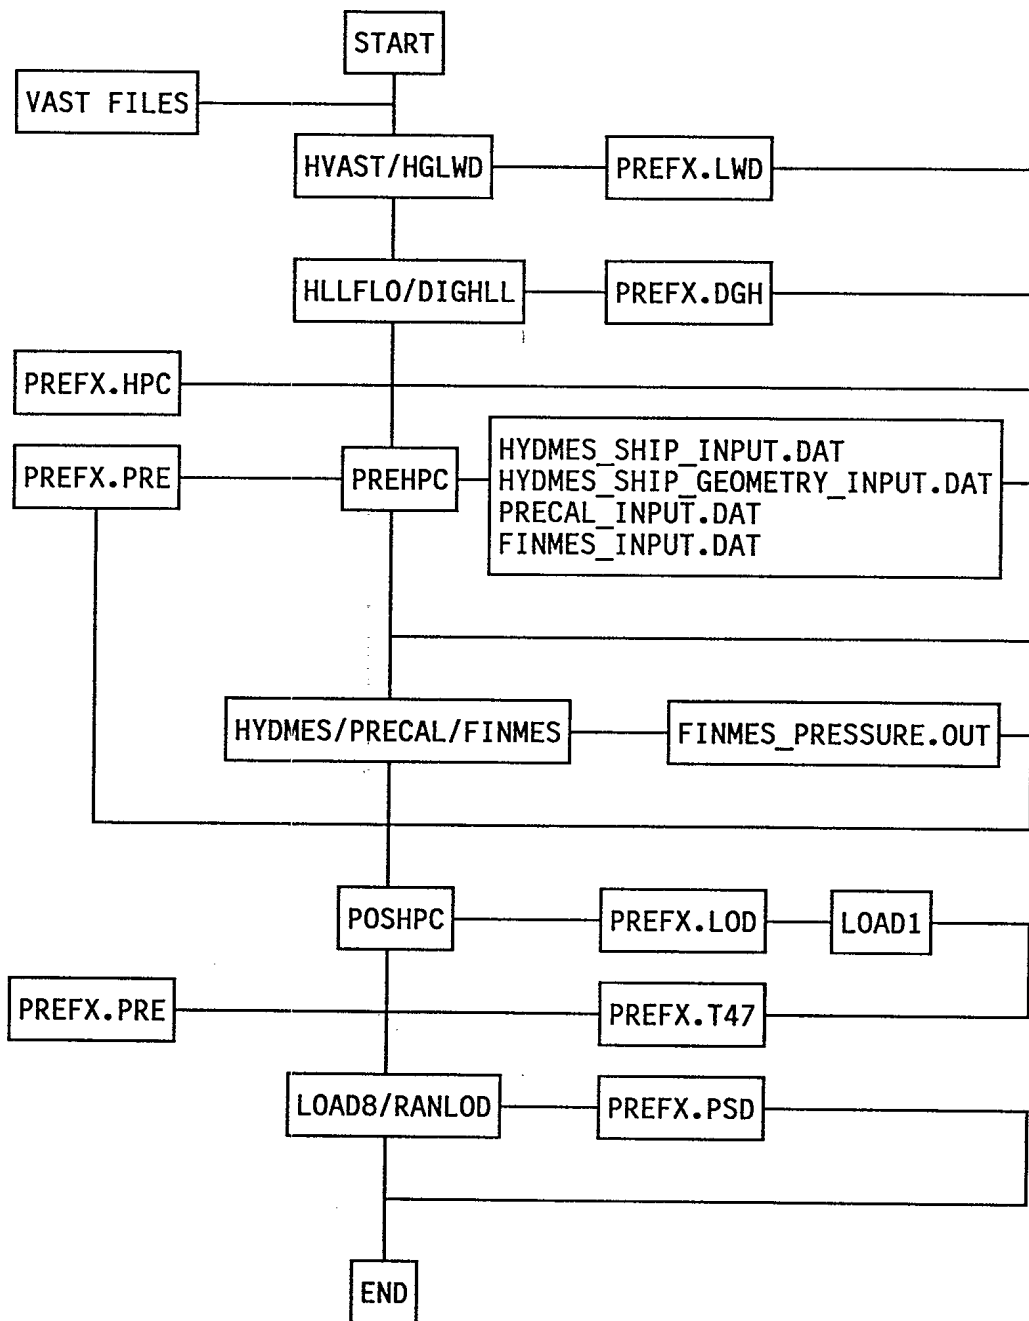 START
VAST FILES
HVAST/HGLWD
PREFX.LWD
HLLFLO/DIGHLL
PREFX.DGH
PREFX.HPC
PREFX.PRE
PREHPC
HYDMES_SHIP_INPUT.DAT
HYDMES_SHIP_GEOMETRY_INPUT.DAT
PRECAL_INPUT.DAT
FINMES_INPUT.DAT
HYDMES/PRECAL/FINMES
FINMES_PRESSURE.OUT
POSHPC
PREFX.LOD
LOAD1
PREFX.PRE
PREFX.T47
LOAD8/RANLOD
PREFX.PSD
END